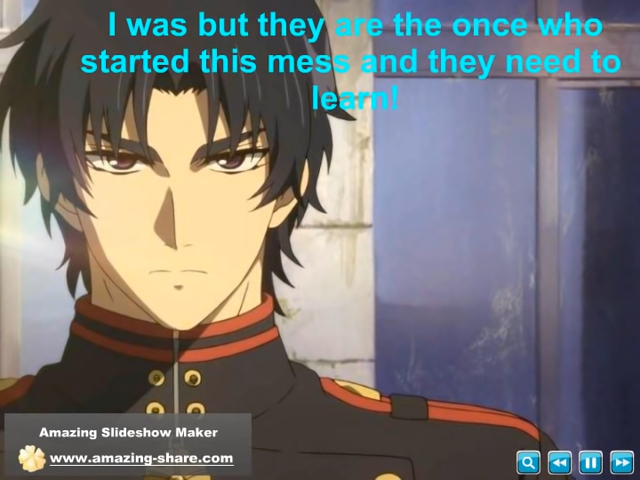 I was but they are the once who
started this mess and they need to
learn!
Amazing Slideshow Maker
www.amazing-share.com